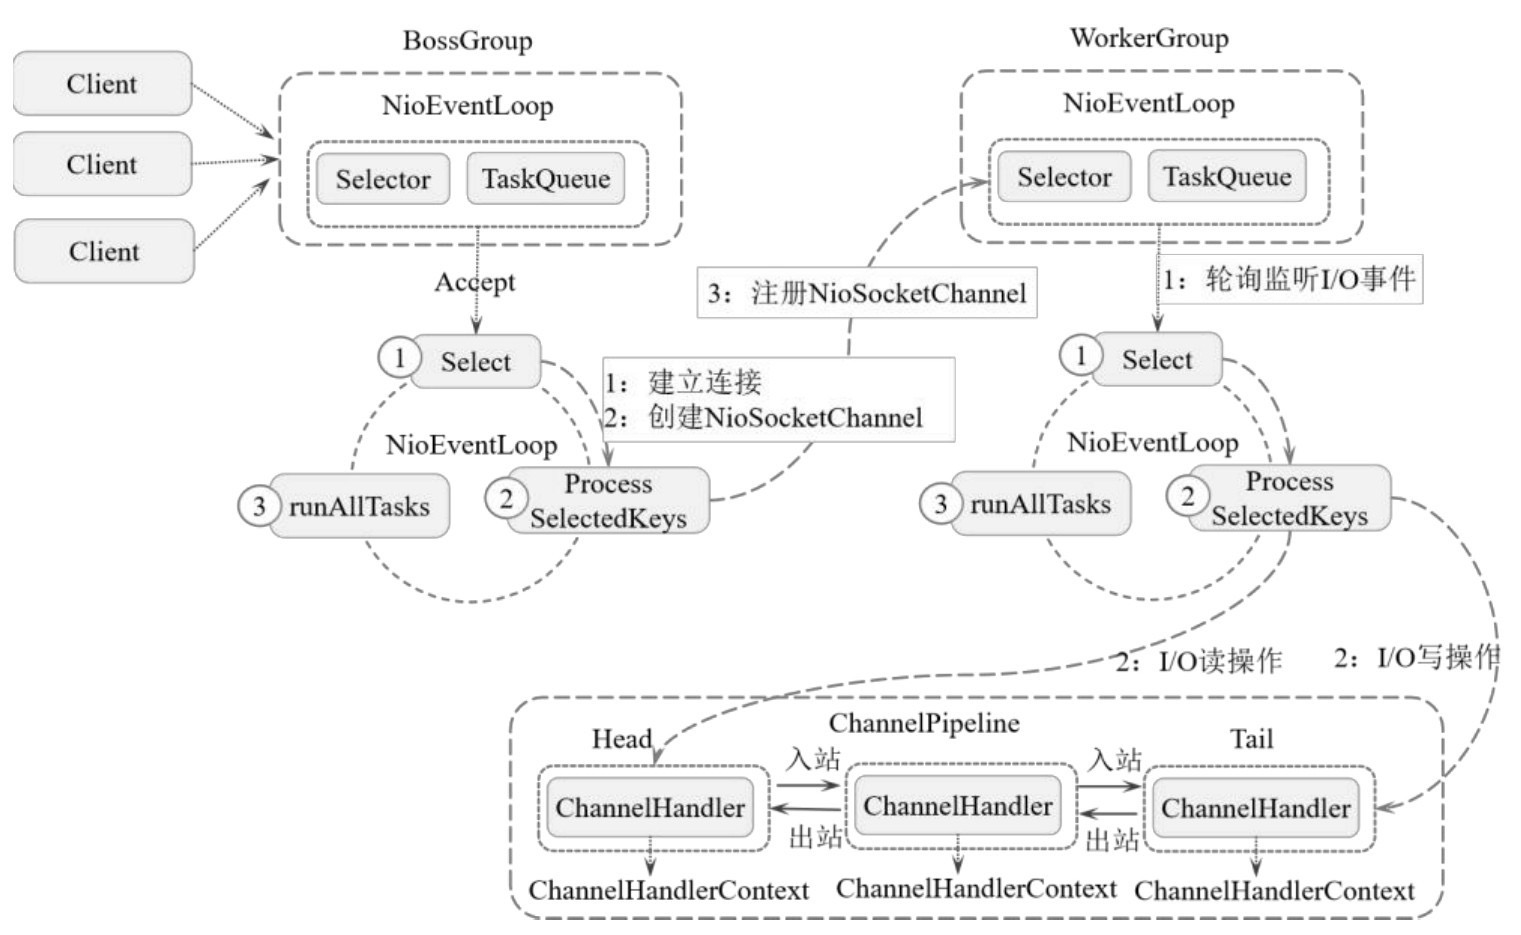 BossGroup
WorkerGroup
Client
Client
Client
NioEventLoop
Selector
TaskQueue
NioEventLoop
Selector
TaskQueue
Accept
3：注册NioSocketChannel
1：轮询监听I/O事件
1
Select
1：建立连接
2：创建NioSocketChannel
NioEventLoop
3
runAllTasks
2
Process
SelectedKeys
1
Select
NioEventLoop
3
runAllTasks
2
Process
SelectedKeys
2：I/O读操作
2：I/O写操作
ChannelPipeline
Head
Tail
入站
入站
ChannelHandler
ChannelHandler
ChannelHandler
出站
出站
ChannelHandlerContext
ChannelHandlerContext
ChannelHandlerContext